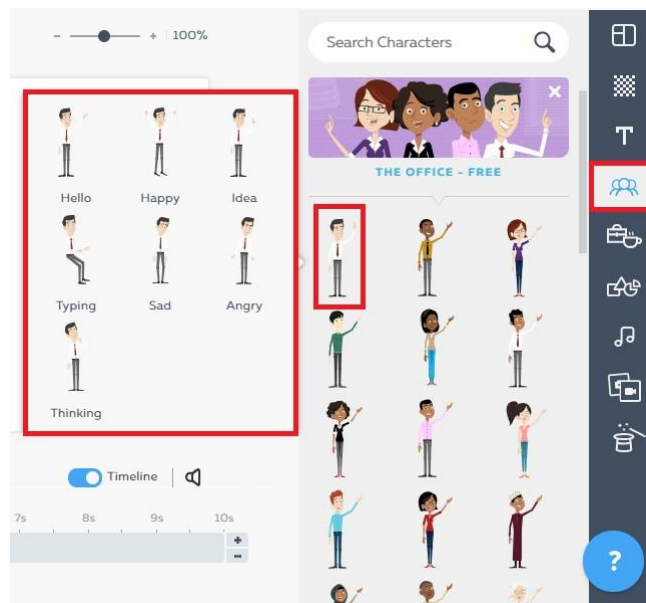 - + 100%
Search Characters
THE OFFICE - FREE
Hello Happy Idea
Typing Sad Angry
Thinking
Timeline
7s 8s 9s 10s
+
-
T
?